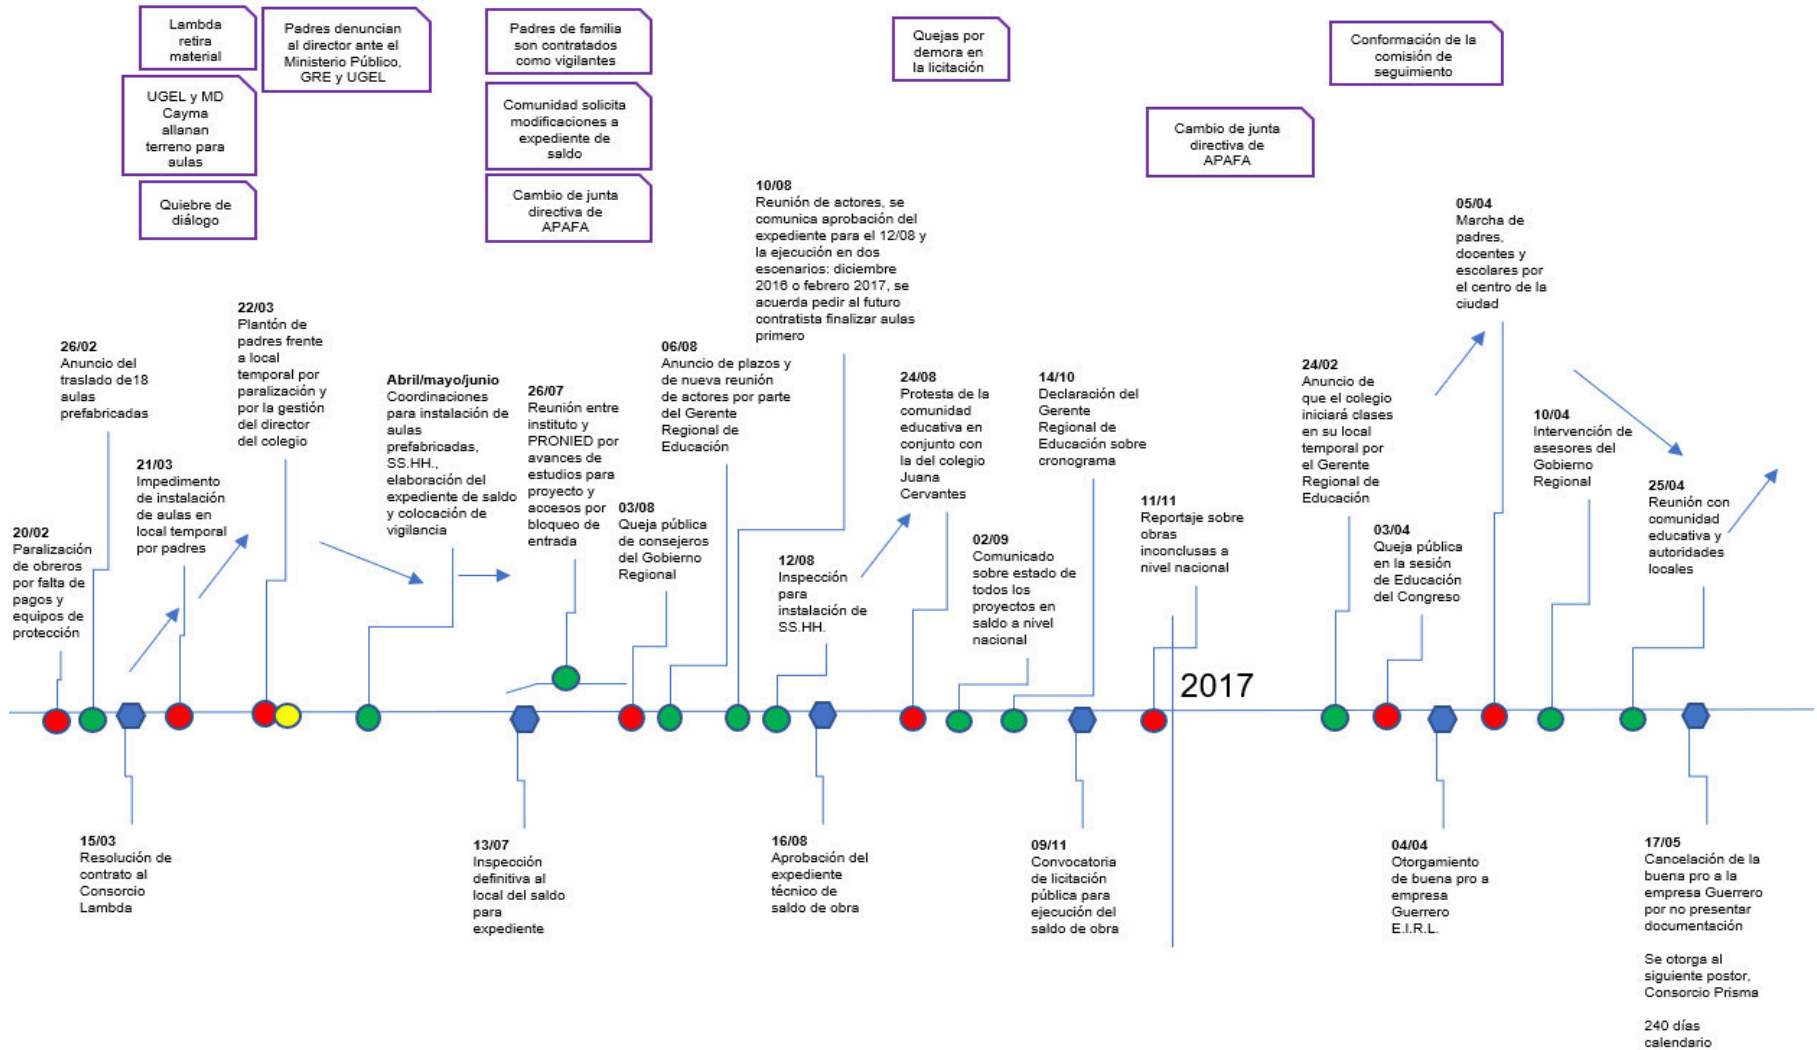 Lambda
retira
material
Padres denuncian
al director ante el
Ministerio Público,
GRE y UGEL
UGEL y MD
Cayma
allanan
terreno para
aulas
Quiebre de
diálogo
Padres de familia
son contratados
como vigilantes
Comunidad solicita
modificaciones a
expediente de
saldo
Cambio de junta
directiva de
APAFA
Quejas por
demora en
la licitación
Cambio de junta
directiva de
APAFA
Conformación de la
comisión de
seguimiento
20/02
Paralización
de obreros
por falta de
pagos y
equipos de
protección
26/02
Anuncio del
traslado de18
aulas
prefabricadas
21/03
Impedimento
de instalación
de aulas en
local temporal
por padres
22/03
Plantón de
padres frente
a local
temporal por
paralización y
por la gestión
del director
del colegio
Abril/mayo/junio
Coordinaciones
para instalación de
aulas
prefabricadas,
SS.HH.,
elaboración del
expediente de saldo
y colocación de
vigilancia
26/07
Reunión entre
instituto y
PRONIED por
avances de
estudios para
proyecto y
accesos por
bloqueo de
entrada
03/08
Queja pública
de consejeros
del Gobierno
Regional
06/08
Anuncio de plazos y
de nueva reunión
de actores por parte
del Gerente
Regional de
Educación
10/08
Reunión de actores, se
comunica aprobación del
expediente para el 12/08 y
la ejecución en dos
escenarios: diciembre
2016 o febrero 2017, se
acuerda pedir al futuro
contratista finalizar aulas
primero
12/08
Inspección
para
instalación de
SS.HH.
24/08
Protesta de la
comunidad
educativa en
conjunto con
la del colegio
Juana
Cervantes
02/09
Comunicado
sobre estado de
todos los
proyectos en
saldo a nivel
nacional
14/10
Declaración del
Gerente
Regional de
Educación sobre
cronograma
11/11
Reportaje sobre
obras
inconclusas a
nivel nacional
2017
24/02
Anuncio de
que el colegio
iniciará clases
en su local
temporal por
el Gerente
Regional de
Educación
03/04
Queja pública
en la sesión
de Educación
del Congreso
05/04
Marcha de
padres,
docentes y
escolares por
el centro de la
ciudad
10/04
Intervención de
asesores del
Gobierno
Regional
25/04
Reunión con
comunidad
educativa y
autoridades
locales
15/03
Resolución de
contrato al
Consorcio
Lambda
13/07
Inspección
definitiva al
local del saldo
para
expediente
16/08
Aprobación del
expediente
técnico de
saldo de obra
09/11
Convocatoria
de licitación
pública para
ejecución del
saldo de obra
04/04
Otorgamiento
de buena pro a
empresa
Guerrero
E.I.R.L.
17/05
Cancelación de la
buena pro a la
empresa Guerrero
por no presentar
documentación
Se otorga al
siguiente postor,
Consorcio Prisma
240 días
calendario